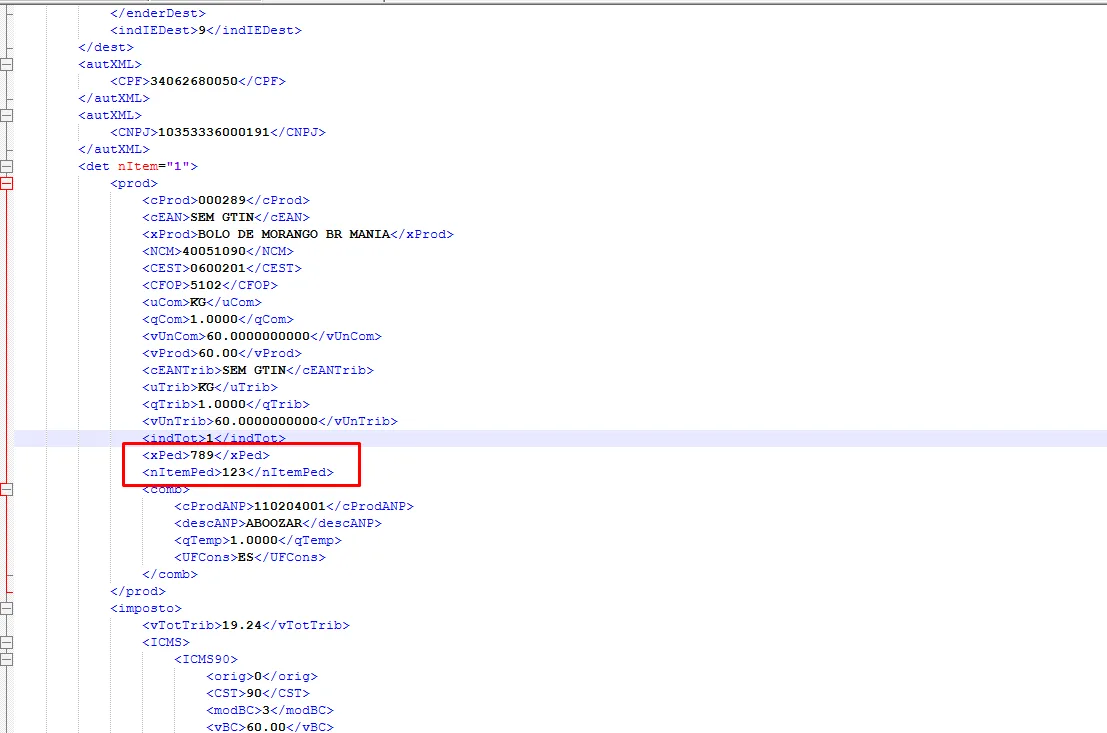 </enderDest>
<indIEDest>9</indIEDest>
</dest>
<autXML>
<CPF>34062680050</CPF>
</autXML>
<autXML>
<CNPJ>10353336000191</CNPJ>
</autXML>
<det nItem="1">
<prod>
<cProd>000289</cProd>
<cEAN>SEM GTIN</cEAN>
<xProd>BOLO DE MORANGO BR MANIA</xProd>
<NCM>40051090</NCM>
<CEST>0600201</CEST>
<CFOP>5102</CFOP>
<uCom>KG</uCom>
<qCom>1.0000</qCom>
<vUnCom>60.0000000000</vUnCom>
<vProd>60.00</vProd>
<cEANTrib>SEM GTIN</cEANTrib>
<uTrib>KG</uTrib>
<qTrib>1.0000</qTrib>
<vUnTrib>60.0000000000</vUnTrib>
<indTot>1</indTot>
<xPed>789</xPed>
<nItemPed>123</nItemPed>
<comb>
<cProdANP>110204001</cProdANP>
<descANP>ABOOZAR</descANP>
<qTemp>1.0000</qTemp>
<UFCons>ES</UFCons>
</comb>
</prod>
<imposto>
<vTotTrib>19.24</vTotTrib>
<ICMS>
<ICMS90>
<orig>0</orig>
<CST>90</CST>
<modBC>3</modBC>
<vBC>60.00</vBC>